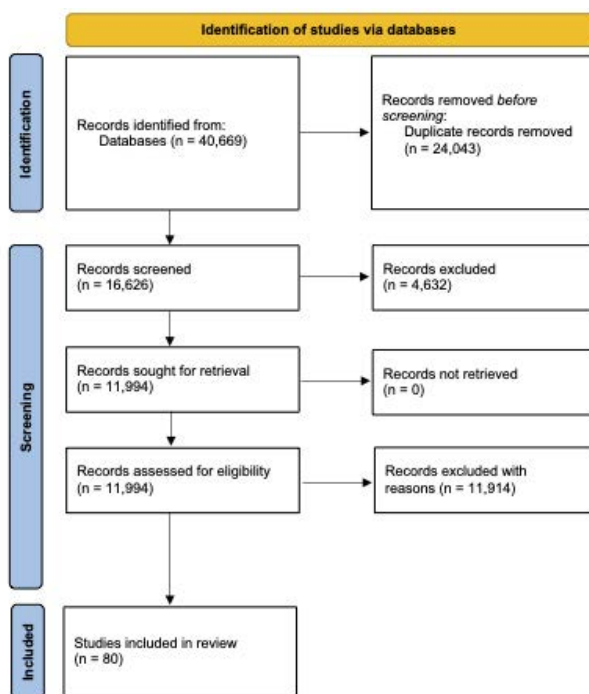 Identification of studies via databases
Identification
Records identified from:
Databases (n = 40,669)
Records removed before
screening:
Duplicate records removed
(n = 24,043)
Screening
Records screened
(n = 16,626)
Records excluded
(n = 4,632)
Records sought for retrieval
(n = 11,994)
Records not retrieved
(n = 0)
Records assessed for eligibility
(n = 11,994)
Records excluded with
reasons (n = 11,914)
Included
Studies included in review
(n = 80)